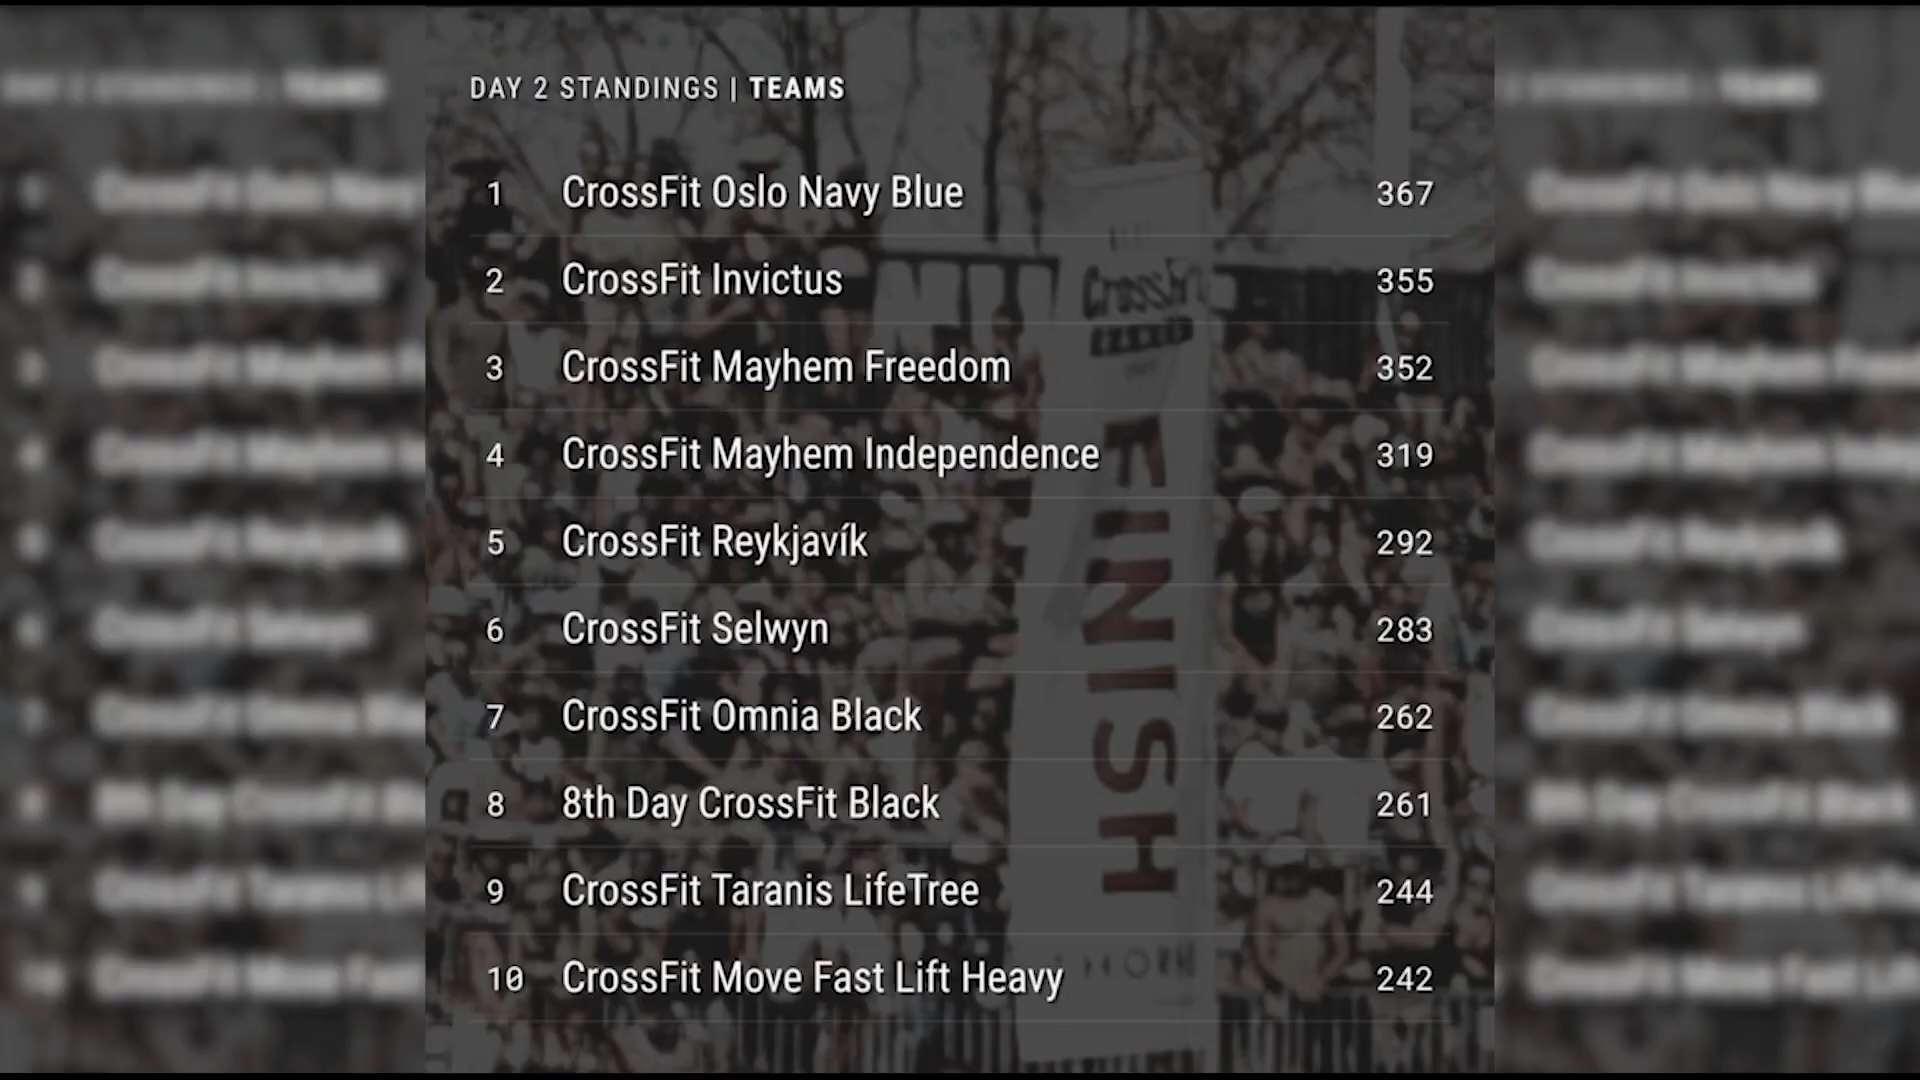 DAY 2 STANDINGS | TEAMS
1 CrossFit Oslo Navy Blue 367
2 CrossFit Invictus 355
3 CrossFit Mayhem Freedom 352
4 CrossFit Mayhem Independence 319
5 CrossFit Reykjavík 292
6 CrossFit Selwyn 283
7 CrossFit Omnia Black 262
8 8th Day CrossFit Black 261
9 CrossFit Taranis LifeTree 244
10 CrossFit Move Fast Lift Heavy 242
CrossFit
FINISH